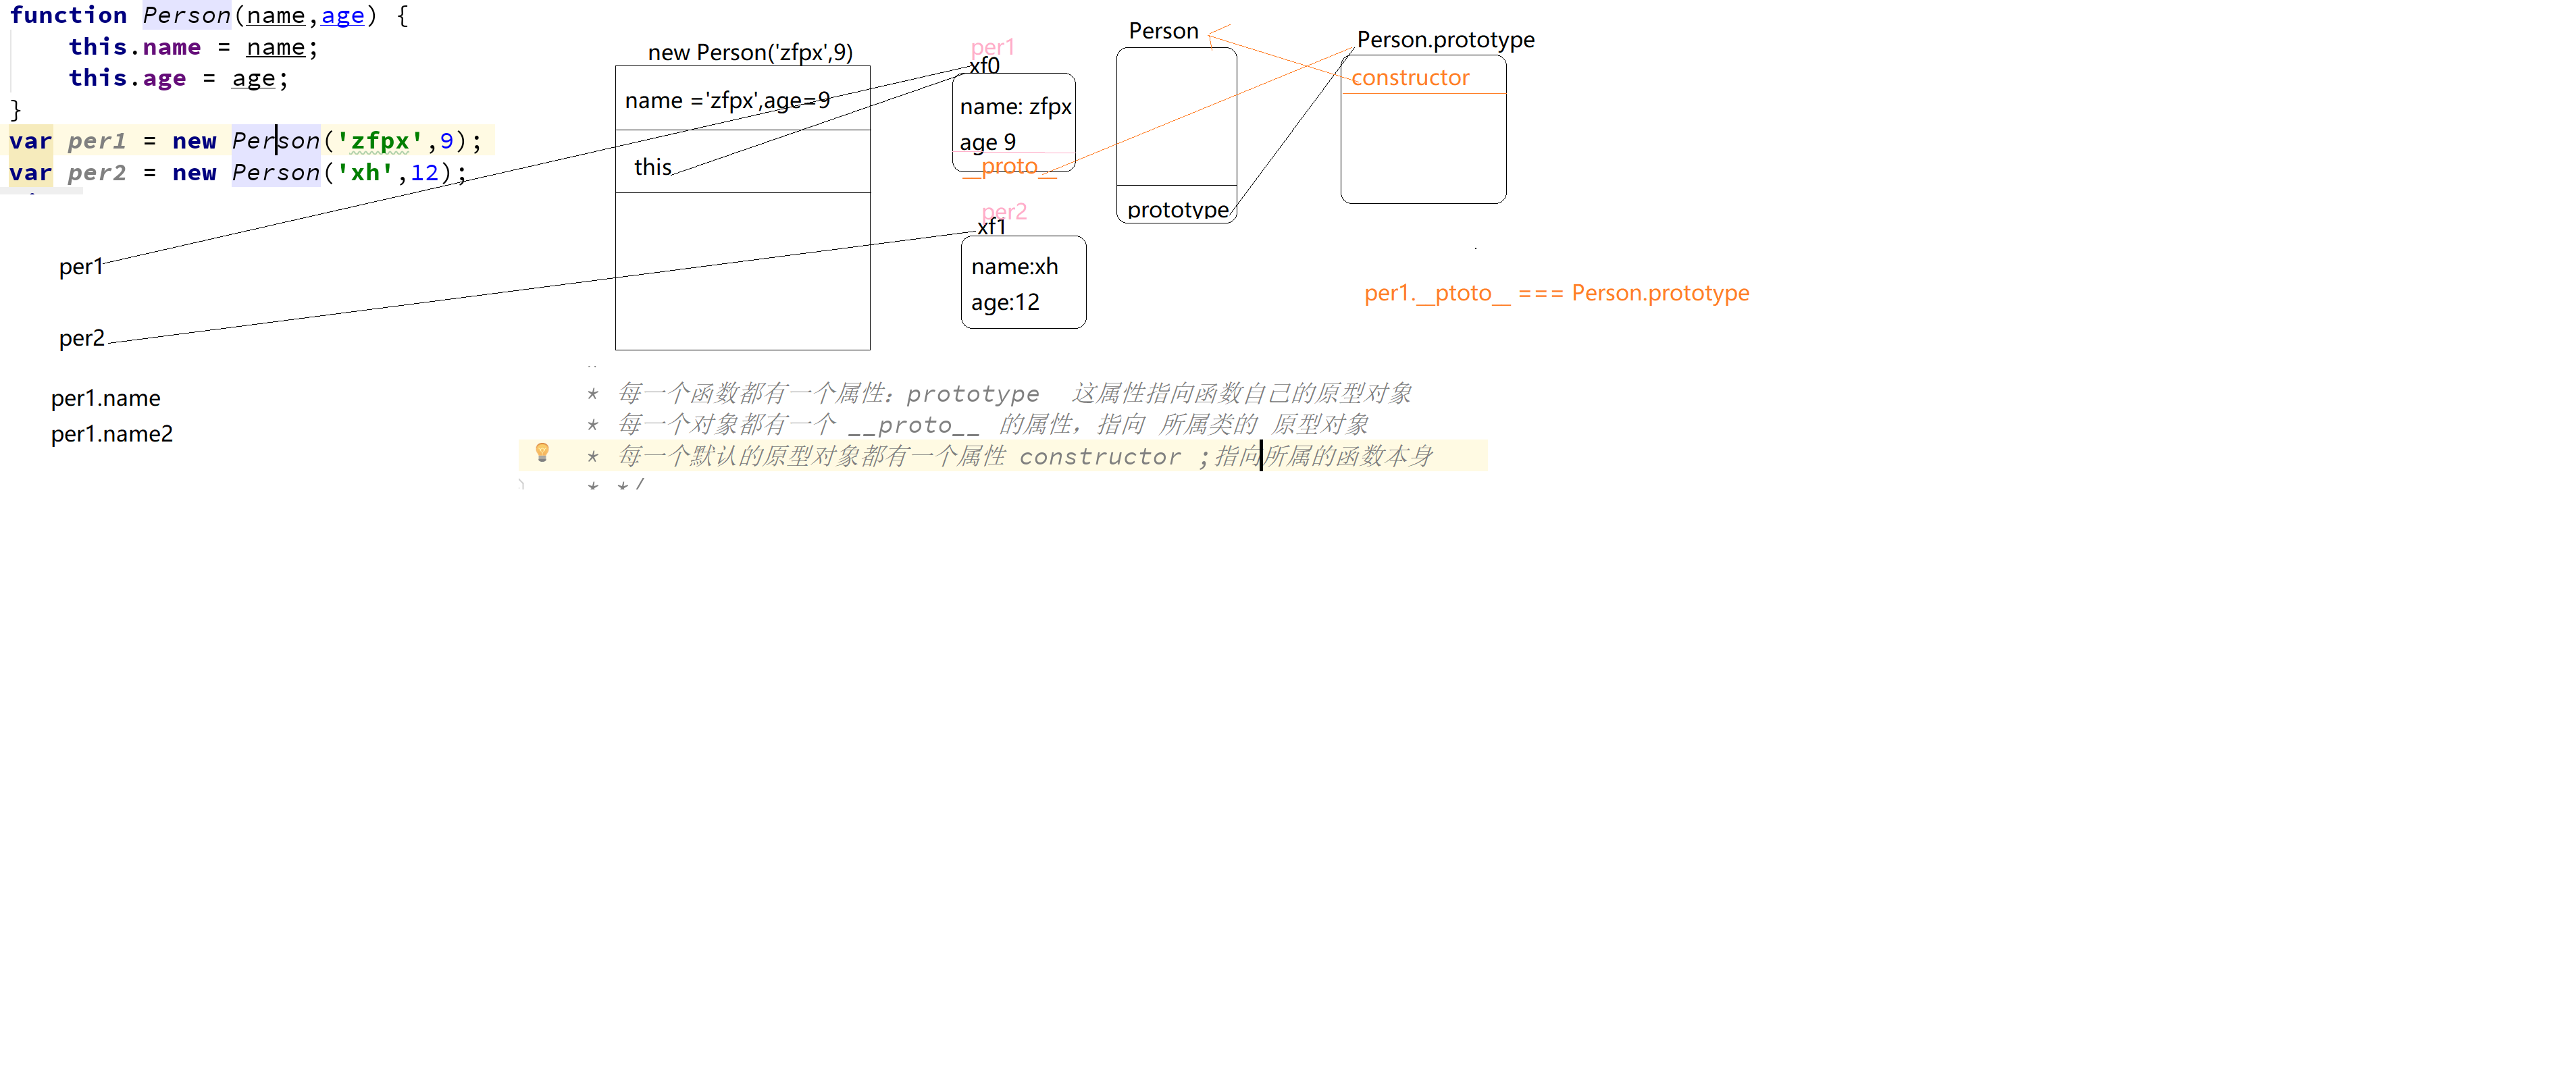 function Person(name,age) {
this.name = name;
this.age = age;
}
var per1 = new Person('zfpx',9);
var per2 = new Person('xh',12);
per1
per2
per1.name
per1.name2
new Person('zfpx',9)
name ='zfpx',age=9
this
per1
xf0
name: zfpx
age 9
__proto__
per2
xf1
name:xh
age:12
Person
prototype
Person.prototype
constructor
per1.__ptoto__ === Person.prototype
* 每一个函数都有一个属性：prototype 这属性指向函数自己的原型对象
* 每一个对象都有一个 __proto__ 的属性，指向 所属类的 原型对象
* 每一个默认的原型对象都有一个属性 constructor ;指向所属的函数本身
* */